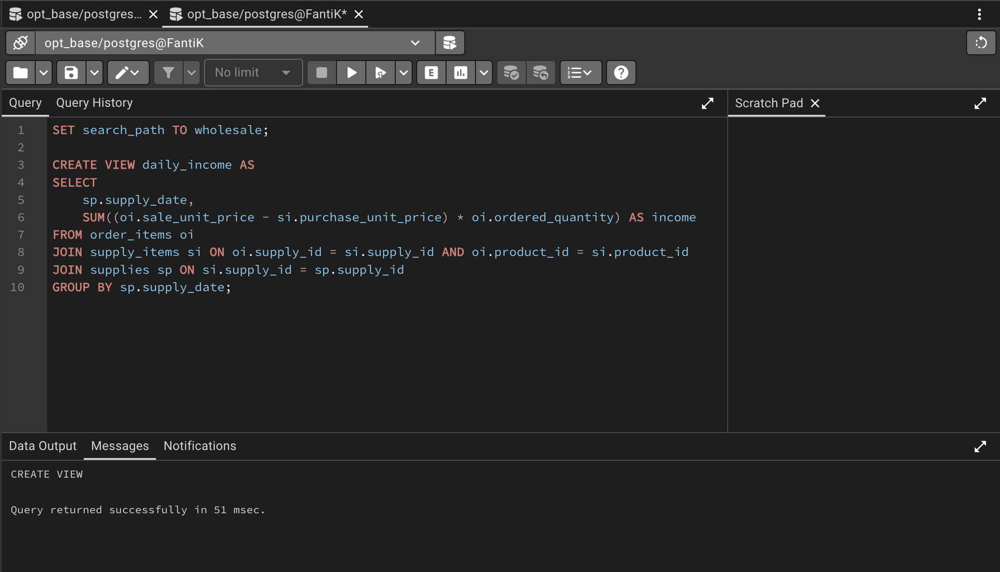 opt_base/postgres...
opt_base/postgres@FantiK*
opt_base/postgres@FantiK
No limit
E
1
2
3
Query
Query History
Scratch Pad
1 SET search_path TO wholesale;
2
3 CREATE VIEW daily_income AS
4 SELECT
5 sp.supply_date,
6 SUM((oi.sale_unit_price - si.purchase_unit_price) * oi.ordered_quantity) AS income
7 FROM order_items oi
8 JOIN supply_items si ON oi.supply_id = si.supply_id AND oi.product_id = si.product_id
9 JOIN supplies sp ON si.supply_id = sp.supply_id
10 GROUP BY sp.supply_date;
Data Output
Messages
Notifications
CREATE VIEW
Query returned successfully in 51 msec.